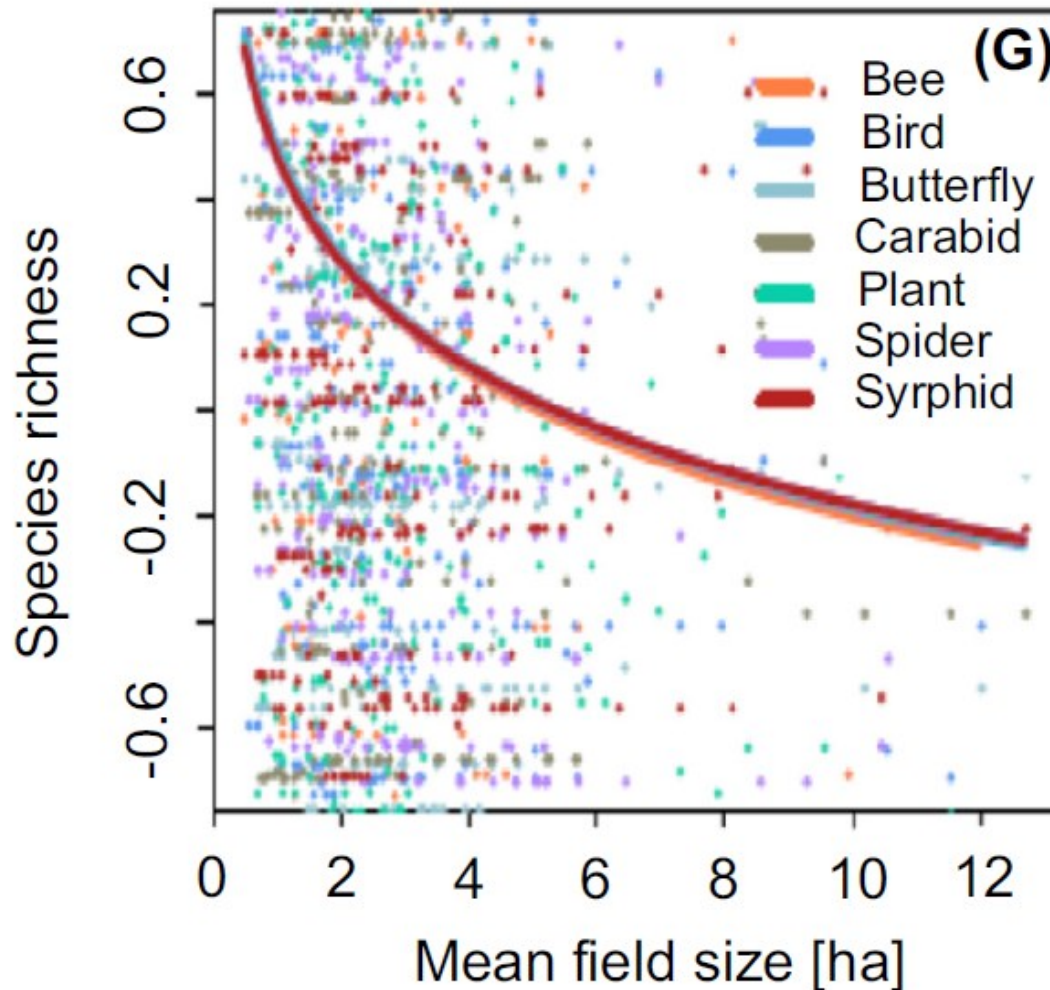 (G)
Bee
Bird
Butterfly
Carabid
Plant
Spider
Syrphid
Species richness
0.6
0.2
-0.2
-0.6
0 2 4 6 8 10 12
Mean field size [ha]